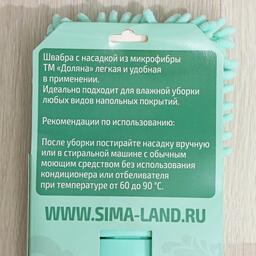 Швабра с насадкой из микрофибры
ТМ «Доляна» легкая и удобная
в применении.
Идеально подходит для влажной уборки
любых видов напольных покрытий.
Рекомендации по использованию:
После уборки постирайте насадку вручную
или в стиральной машине с обычным
моющим средством без использования
кондиционера или отбеливателя
при температуре от 60 до 90 °С.
WWW.SIMA-LAND.RU